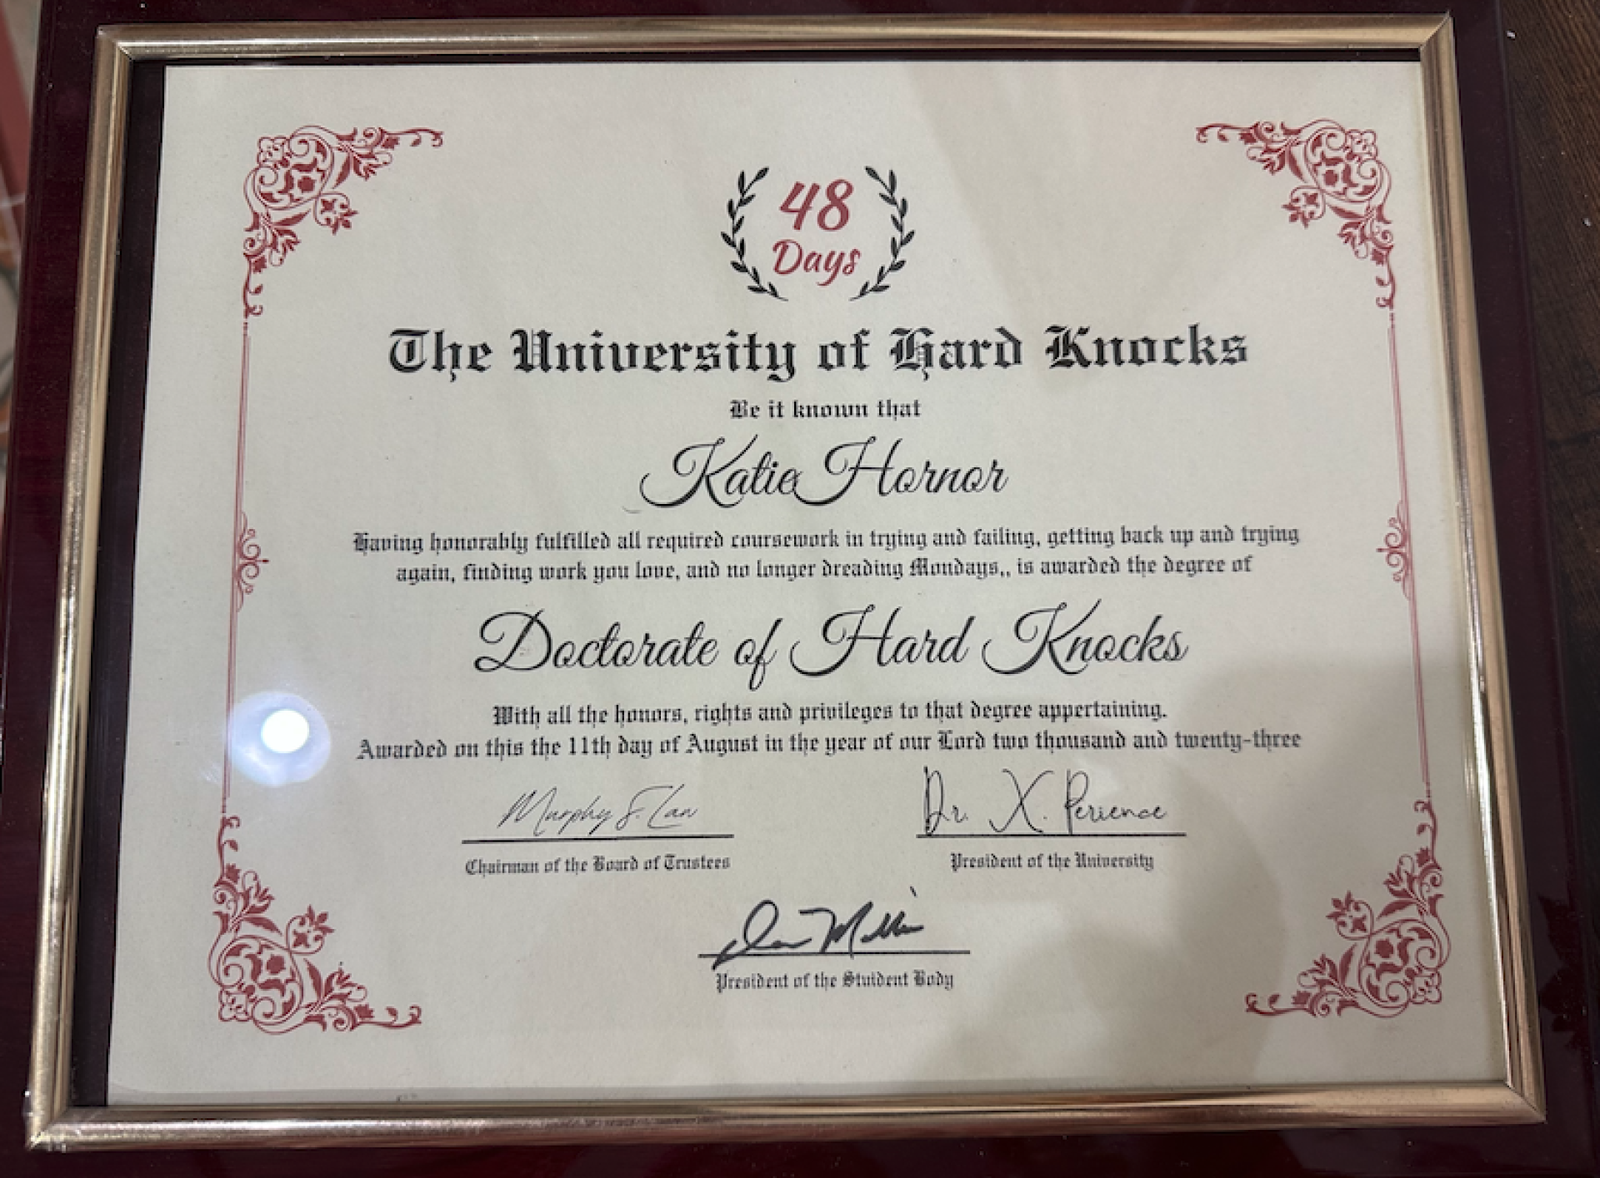 48
Days
The University of Hard Knocks
Be it known that
Katie Hornor
Having honorably fulfilled all required coursework in trying and failing, getting back up and trying
again, finding work you love, and no longer dreading Mondays,, is awarded the degree of
Doctorate of Hard Knocks
With all the honors, rights and privileges to that degree appertaining.
Awarded on this the 11th day of August in the year of our Lord two thousand and twenty-three
Murphy S. Law
Dr. X. Perience
Chairman of the Board of Trustees
President of the University
President of the Stuident Body